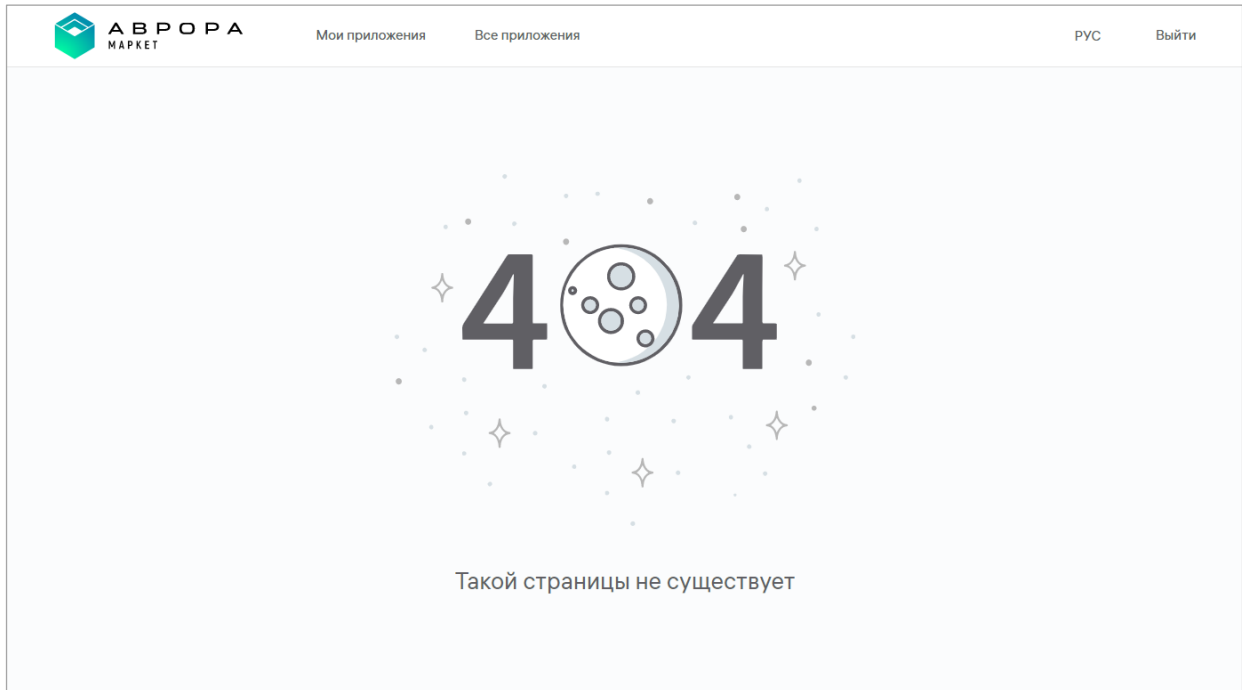 АВРОРА
МАРКЕТ
Мои приложения
Все приложения
РУС
Выйти
404
Такой страницы не существует